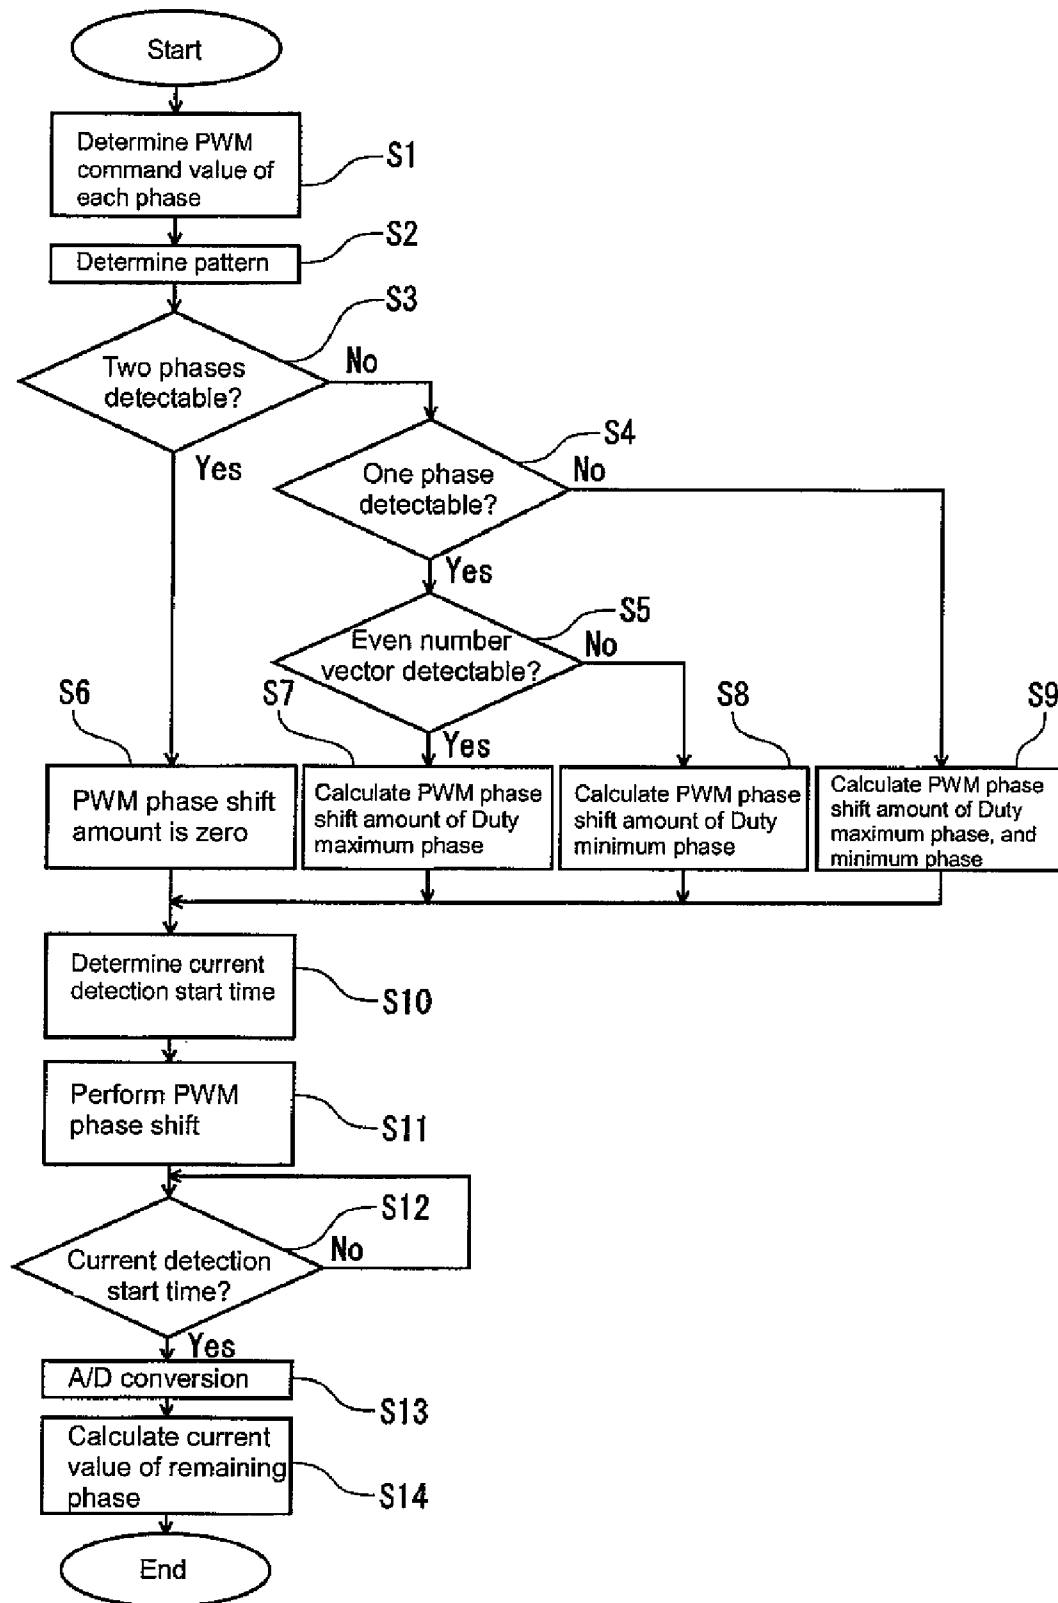 Start
Determine PWM
command value of
each phase
S1
Determine pattern
S2
S3
Two phases
detectable?
No
Yes
S4
One phase
detectable?
No
Yes
S5
Even number
vector detectable?
No
Yes
S6
PWM phase shift
amount is zero
S7
Calculate PWM phase
shift amount of Duty
maximum phase
S8
Calculate PWM phase
shift amount of Duty
minimum phase
S9
Calculate PWM phase
shift amount of Duty
maximum phase, and
minimum phase
Determine current
detection start time
S10
Perform PWM
phase shift
S11
S12
Current detection
start time?
No
Yes
A/D conversion
S13
Calculate current
value of remaining
phase
S14
End